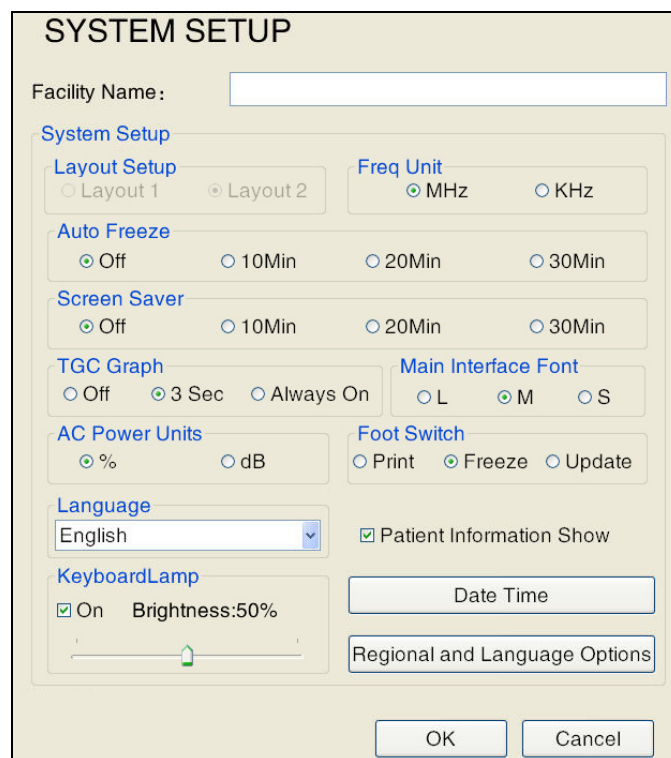 SYSTEM SETUP
Facility Name：
System Setup
Layout Setup Freq Unit
Layout 1 Layout 2 MHz KHz
Auto Freeze
Off 10Min 20Min 30Min
Screen Saver
Off 10Min 20Min 30Min
TGC Graph Main Interface Font
Off 3 Sec Always On L M S
AC Power Units Foot Switch
% dB Print Freeze Update
Language
English Patient Information Show
KeyboardLamp
On Brightness:50% Date Time
Regional and Language Options
OK Cancel